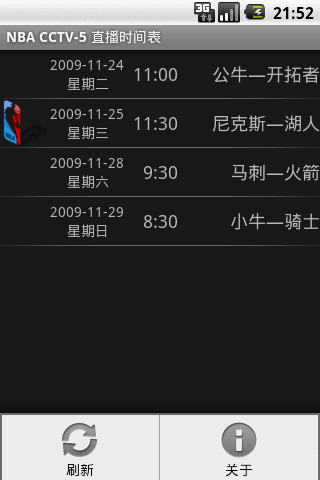 3G 21:52
NBA CCTV-5 直播时间表
2009-11-24
星期二
11:00
公牛—开拓者
2009-11-25
星期三
11:30
尼克斯—湖人
NBA
2009-11-28
星期六
9:30
马刺—火箭
2009-11-29
星期日
8:30
小牛—骑士
刷新
关于